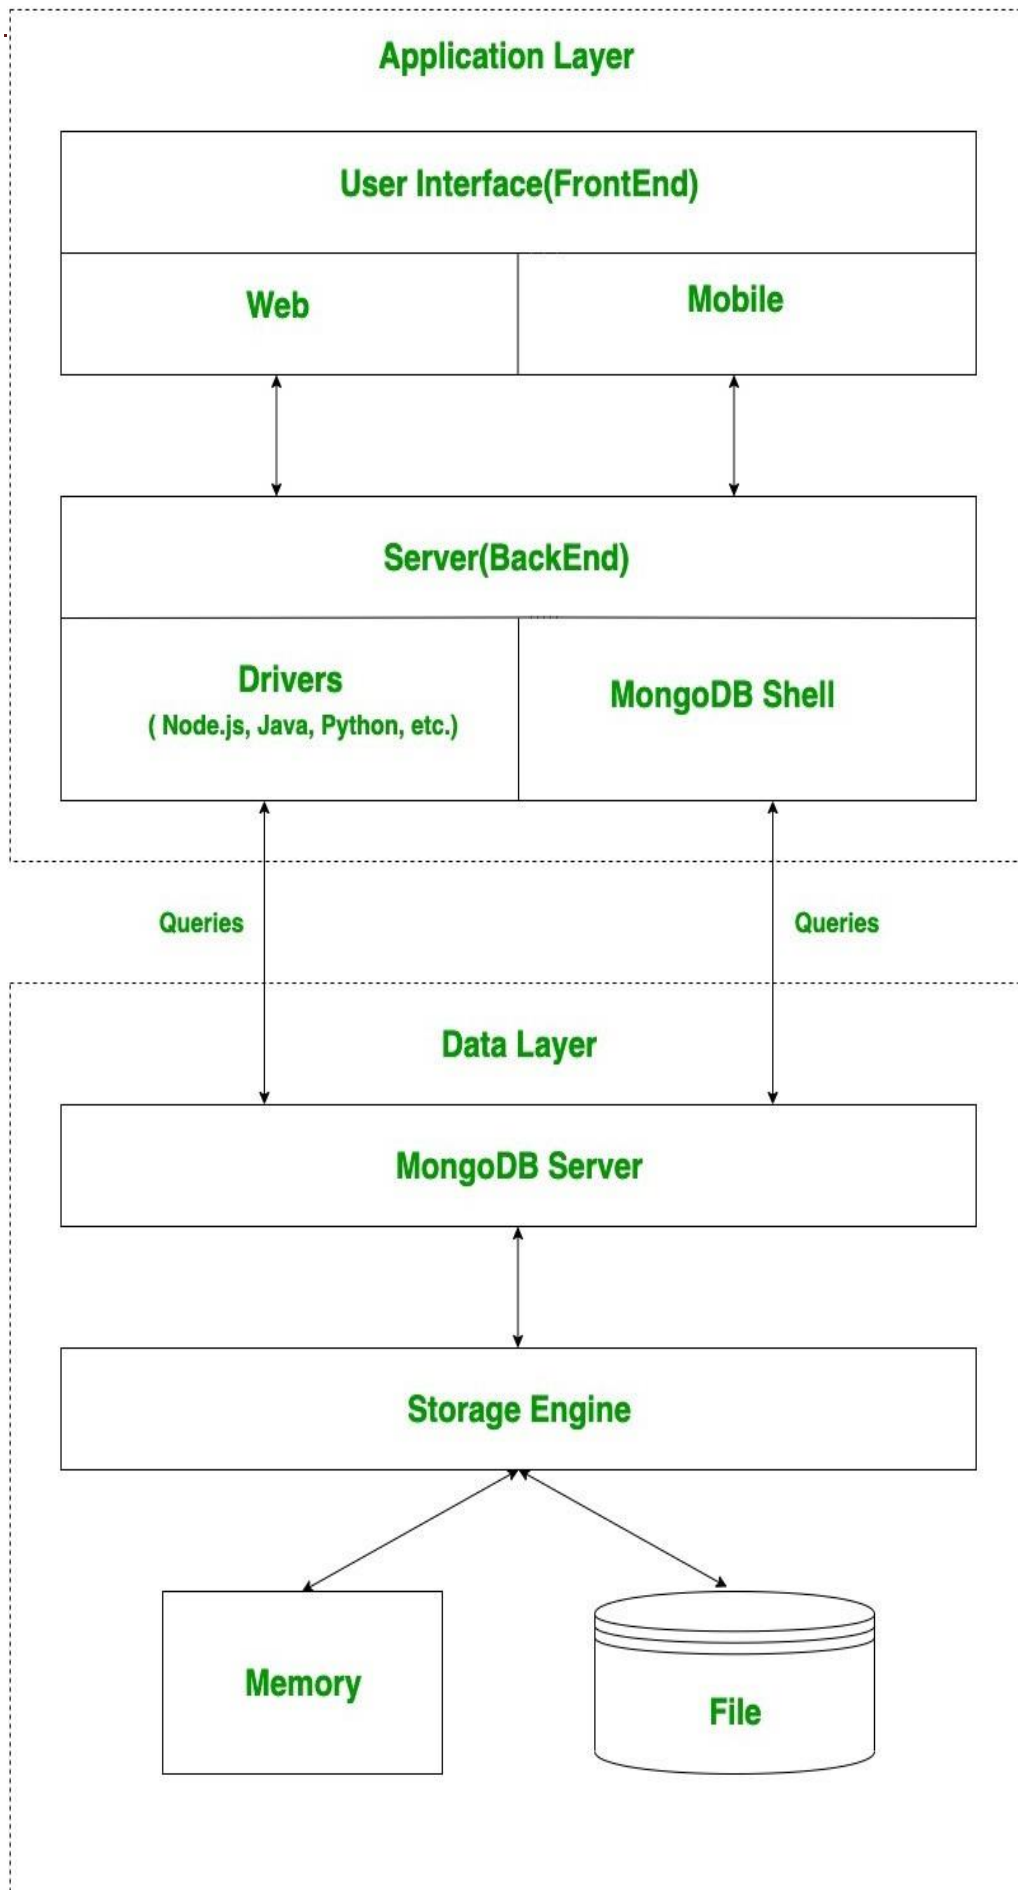 Application Layer
User Interface(FrontEnd)
Web
Mobile
Server(BackEnd)
Drivers
( Node.js, Java, Python, etc.)
MongoDB Shell
Queries
Queries
Data Layer
MongoDB Server
Storage Engine
Memory
File